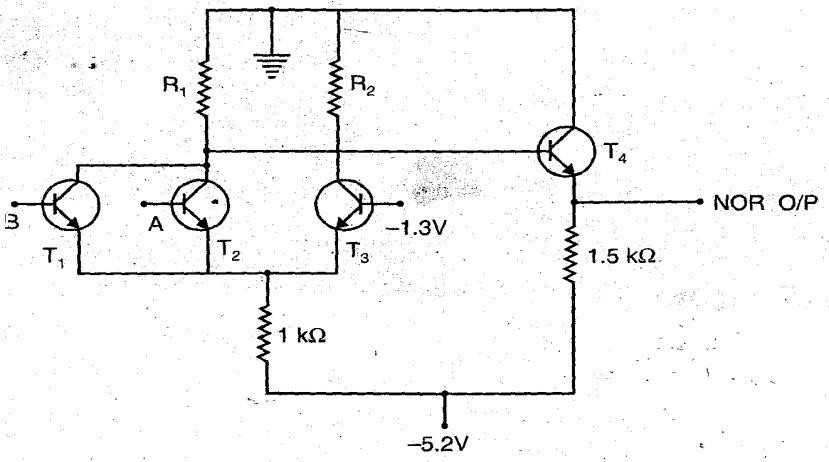 R₁
R₂
T₄
B
A
–1.3V
NOR O/P
T₁
T₂
T₃
1.5 kΩ
1 kΩ
–5.2V